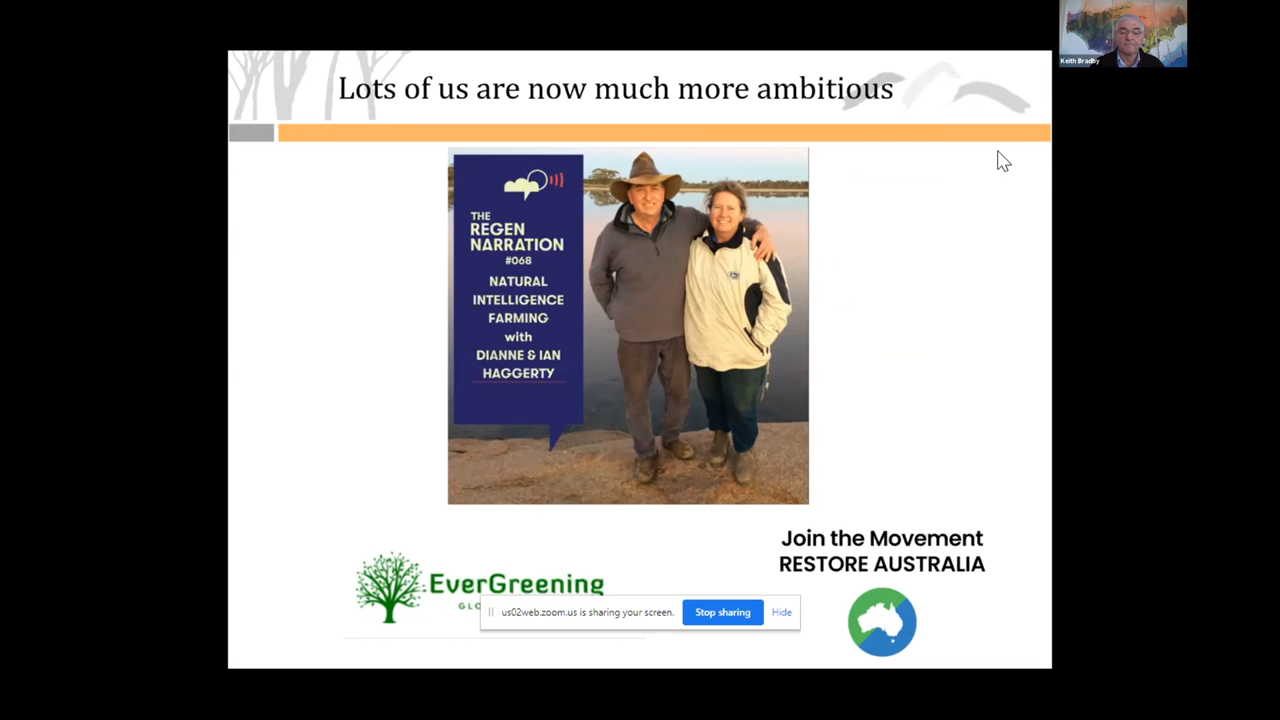 Keith Bradby
Lots of us are now much more ambitious
THE
REGEN
NARRATION
#068
NATURAL
INTELLIGENCE
FARMING
with
DIANNE & IAN
HAGGERTY
Join the Movement
RESTORE AUSTRALIA
EverGreening
us02web.zoom.us is sharing your screen.
Stop sharing
Hide